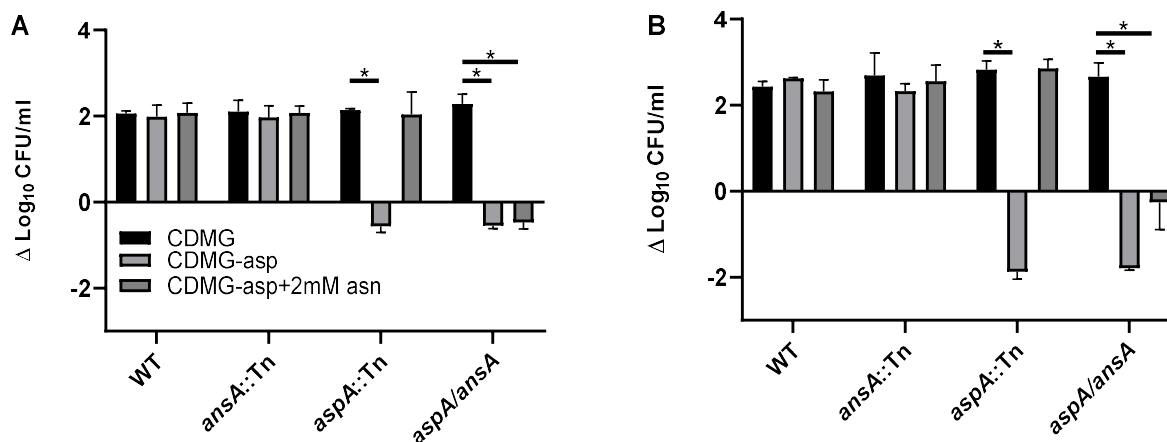 A
Δ Log10 CFU/ml
4
2
0
-2
CDMG
CDMG-asp
CDMG-asp+2mM asn
*
*
*
WT
ansA::Tn
aspA::Tn
aspA/ansA
B
Δ Log10 CFU/ml
4
2
0
-2
*
*
*
WT
ansA::Tn
aspA::Tn
aspA/ansA